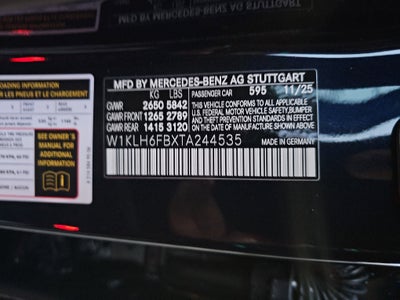 LOADING INFORMATION
SEE OWNER'S
MANUAL FOR
ADDITIONAL
INFORMATION
MFD BY MERCEDES-BENZ AG STUTTGART
KG LBS PASSENGER CAR 595 11/25
GVWR 2650 5842
GAWR FRONT 1265 2789
GAWR REAR 1415 3120
THIS VEHICLE CONFORMS TO ALL APPLICABLE
U.S. FEDERAL MOTOR VEHICLE SAFETY, BUMPER
AND THEFT PREVENTION STANDARDS
IN EFFECT ON THE DATE OF
MANUFACTURE SHOWN ABOVE.
W1KLH6FBXTA244535
MADE IN GERMANY